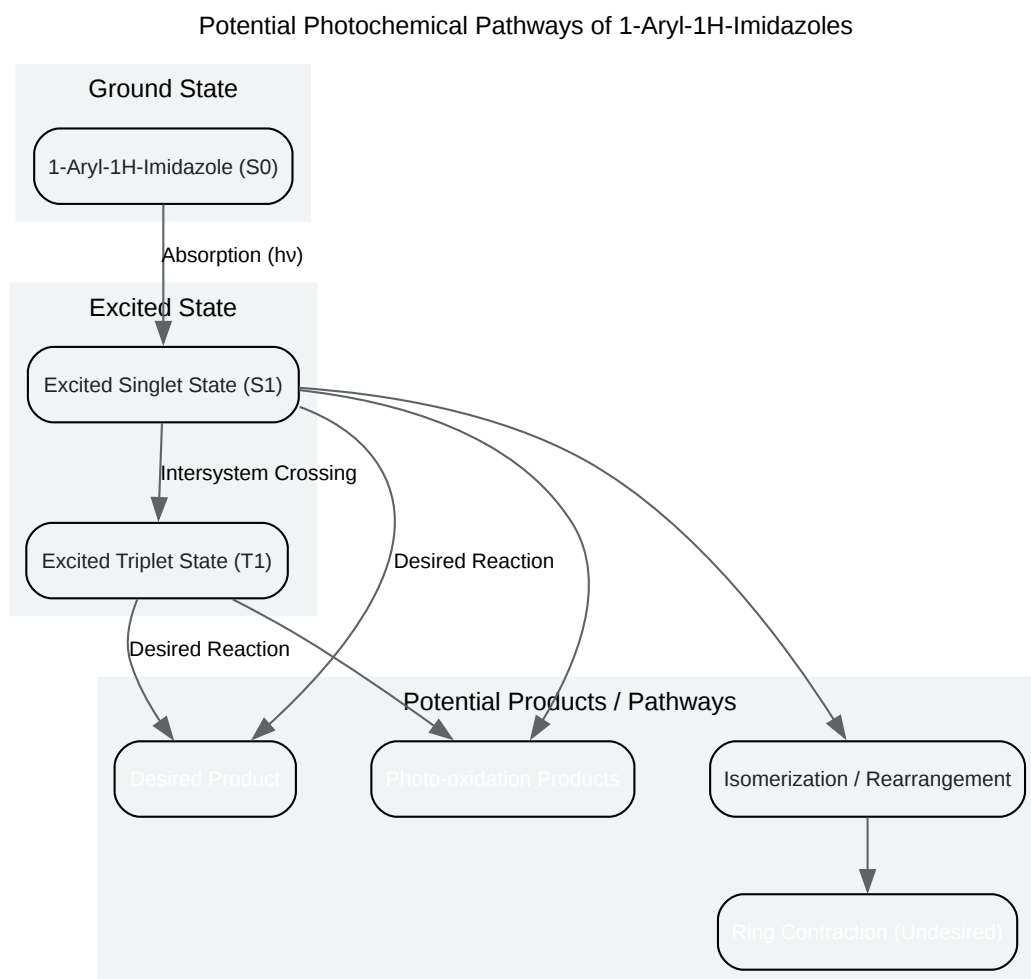 Potential Photochemical Pathways of 1-Aryl-1H-Imidazoles
Ground State
1-Aryl-1H-Imidazole (S0)
Absorption (hν)
Excited State
Excited Singlet State (S1)
Intersystem Crossing
Excited Triplet State (T1)
Desired Reaction
Desired Reaction
Potential Products / Pathways
Desired Product
Photo-oxidation Products
Isomerization / Rearrangement
Ring Contraction (Undesired)